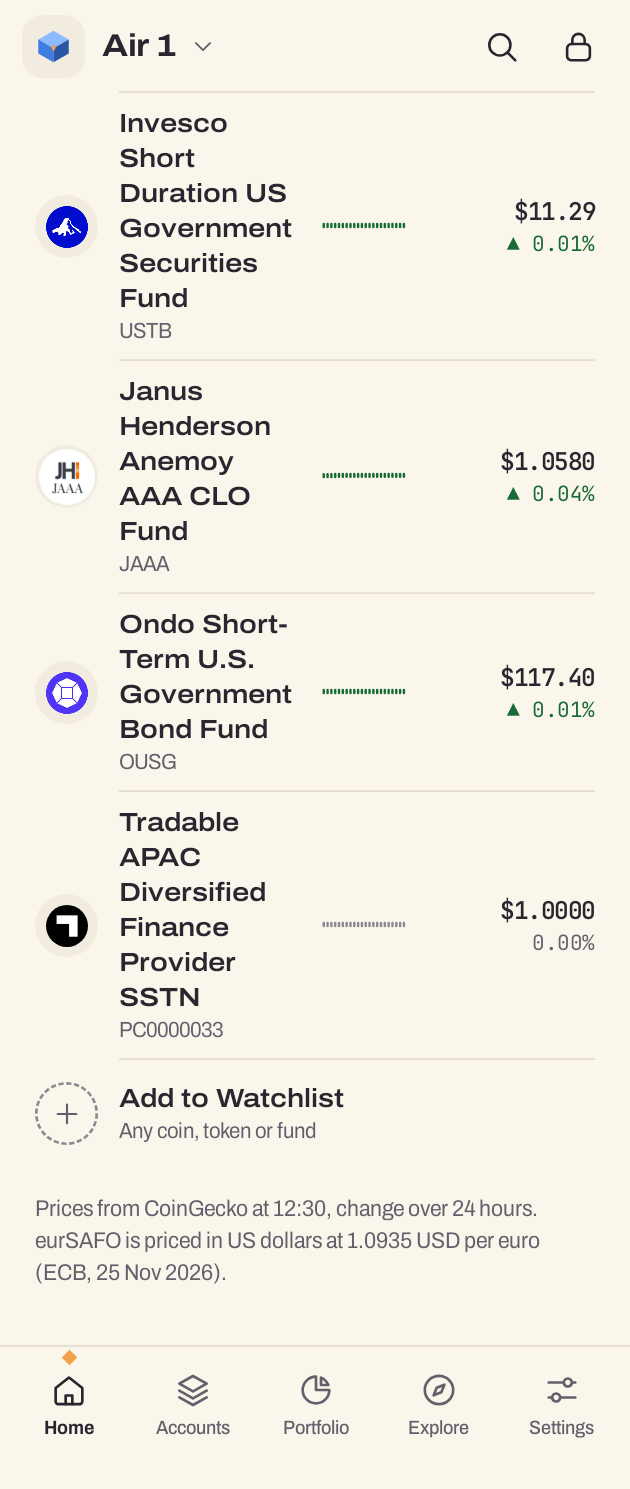 Air 1
Invesco
Short
Duration US
Government
Securities
Fund
USTB
$11.29
▲ 0.01%
Janus
Henderson
Anemoy
AAA CLO
Fund
JAAA
JHI
JAAA
$1.0580
▲ 0.04%
Ondo Short-
Term U.S.
Government
Bond Fund
OUSG
$117.40
▲ 0.01%
Tradable
APAC
Diversified
Finance
Provider
SSTN
PC0000033
$1.0000
0.00%
Add to Watchlist
Any coin, token or fund
Prices from CoinGecko at 12:30, change over 24 hours.
eurSAFO is priced in US dollars at 1.0935 USD per euro
(ECB, 25 Nov 2026).
Home
Accounts
Portfolio
Explore
Settings